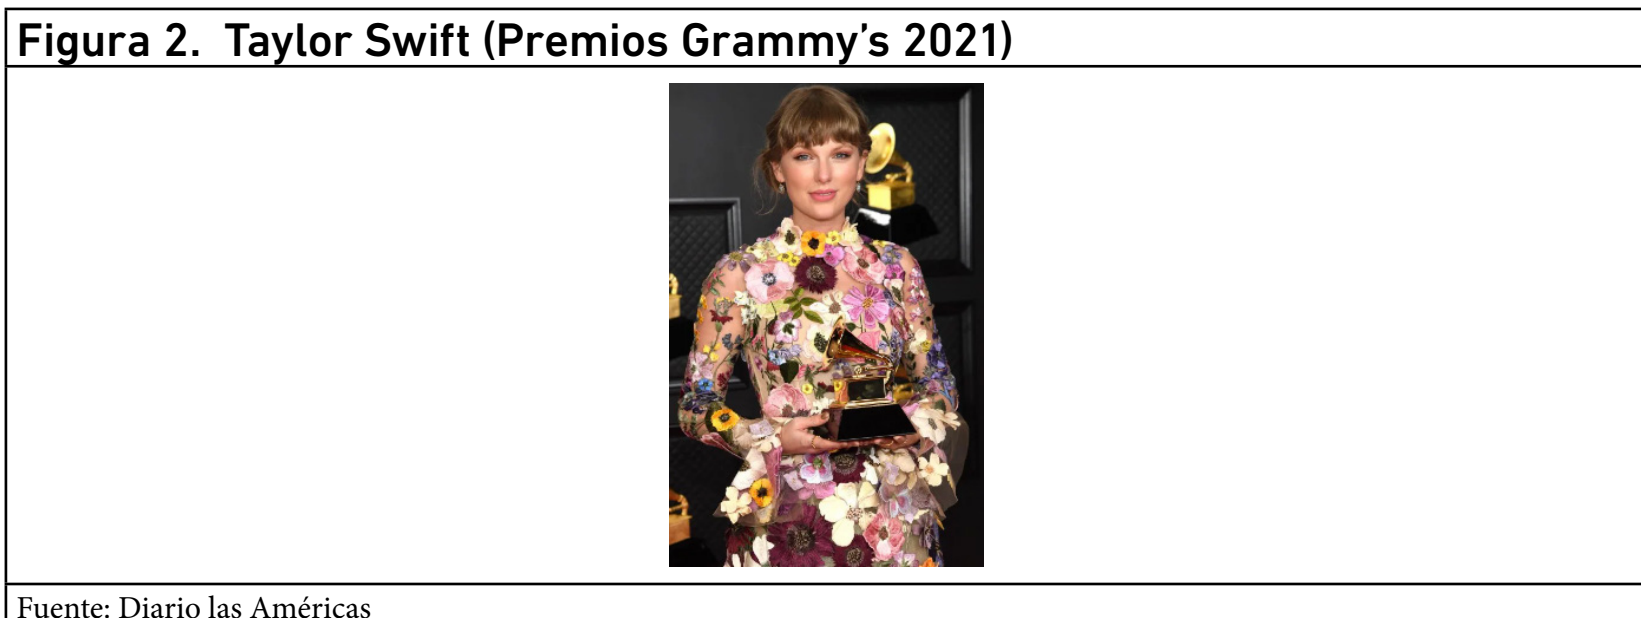 Figura 2. Taylor Swift (Premios Grammy’s 2021)
Fuente: Diario las Américas